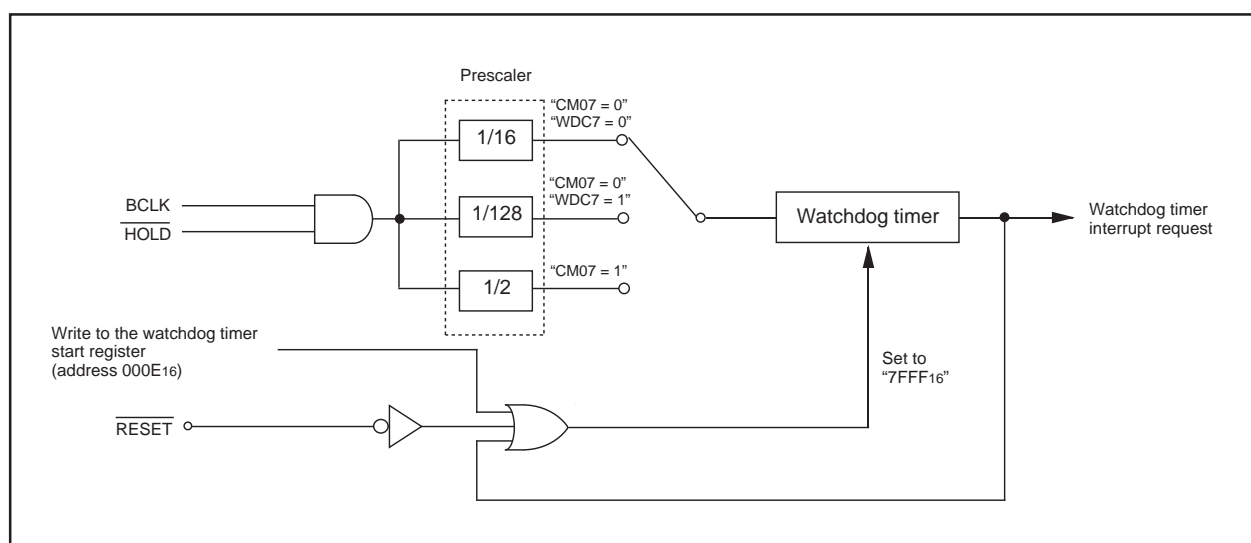 Prescaler
“CM07 = 0”
“WDC7 = 0”
1/16
BCLK
HOLD
“CM07 = 0”
“WDC7 = 1”
1/128
Watchdog timer
Watchdog timer
interrupt request
“CM07 = 1”
1/2
Write to the watchdog timer
start register
(address 000E16)
Set to
“7FFF16”
RESET